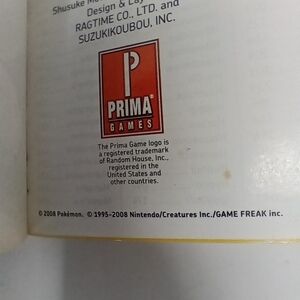 Shusuke
Design &
RAGTIME CO., LTD. and
SUZUKIKOUBOU, INC.
P
PRIMA®
GAMES
The Prima Game logo is
a registered trademark
of Random House, Inc.,
registered in the
United States and
other countries.
© 2008 Pokémon. © 1995-2008 Nintendo/Creatures Inc./GAME FREAK inc.